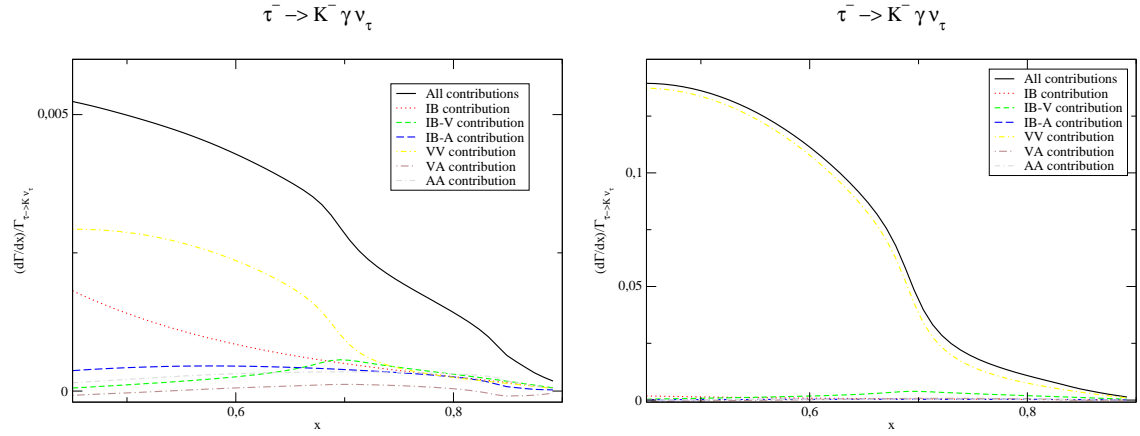 τ⁻ −> K⁻ γ ν_τ
0,005
0
0,6
0,8
x
(dΓ/dx)/Γ_τ−>K ν_τ
All contributions
IB contribution
IB-V contribution
IB-A contribution
VV contribution
VA contribution
AA contribution
τ⁻ −> K⁻ γ ν_τ
0,1
0,05
0
0,6
0,8
x
(dΓ/dx)/Γ_τ−>K ν_τ
All contributions
IB contribution
IB-V contribution
IB-A contribution
VV contribution
VA contribution
AA contribution